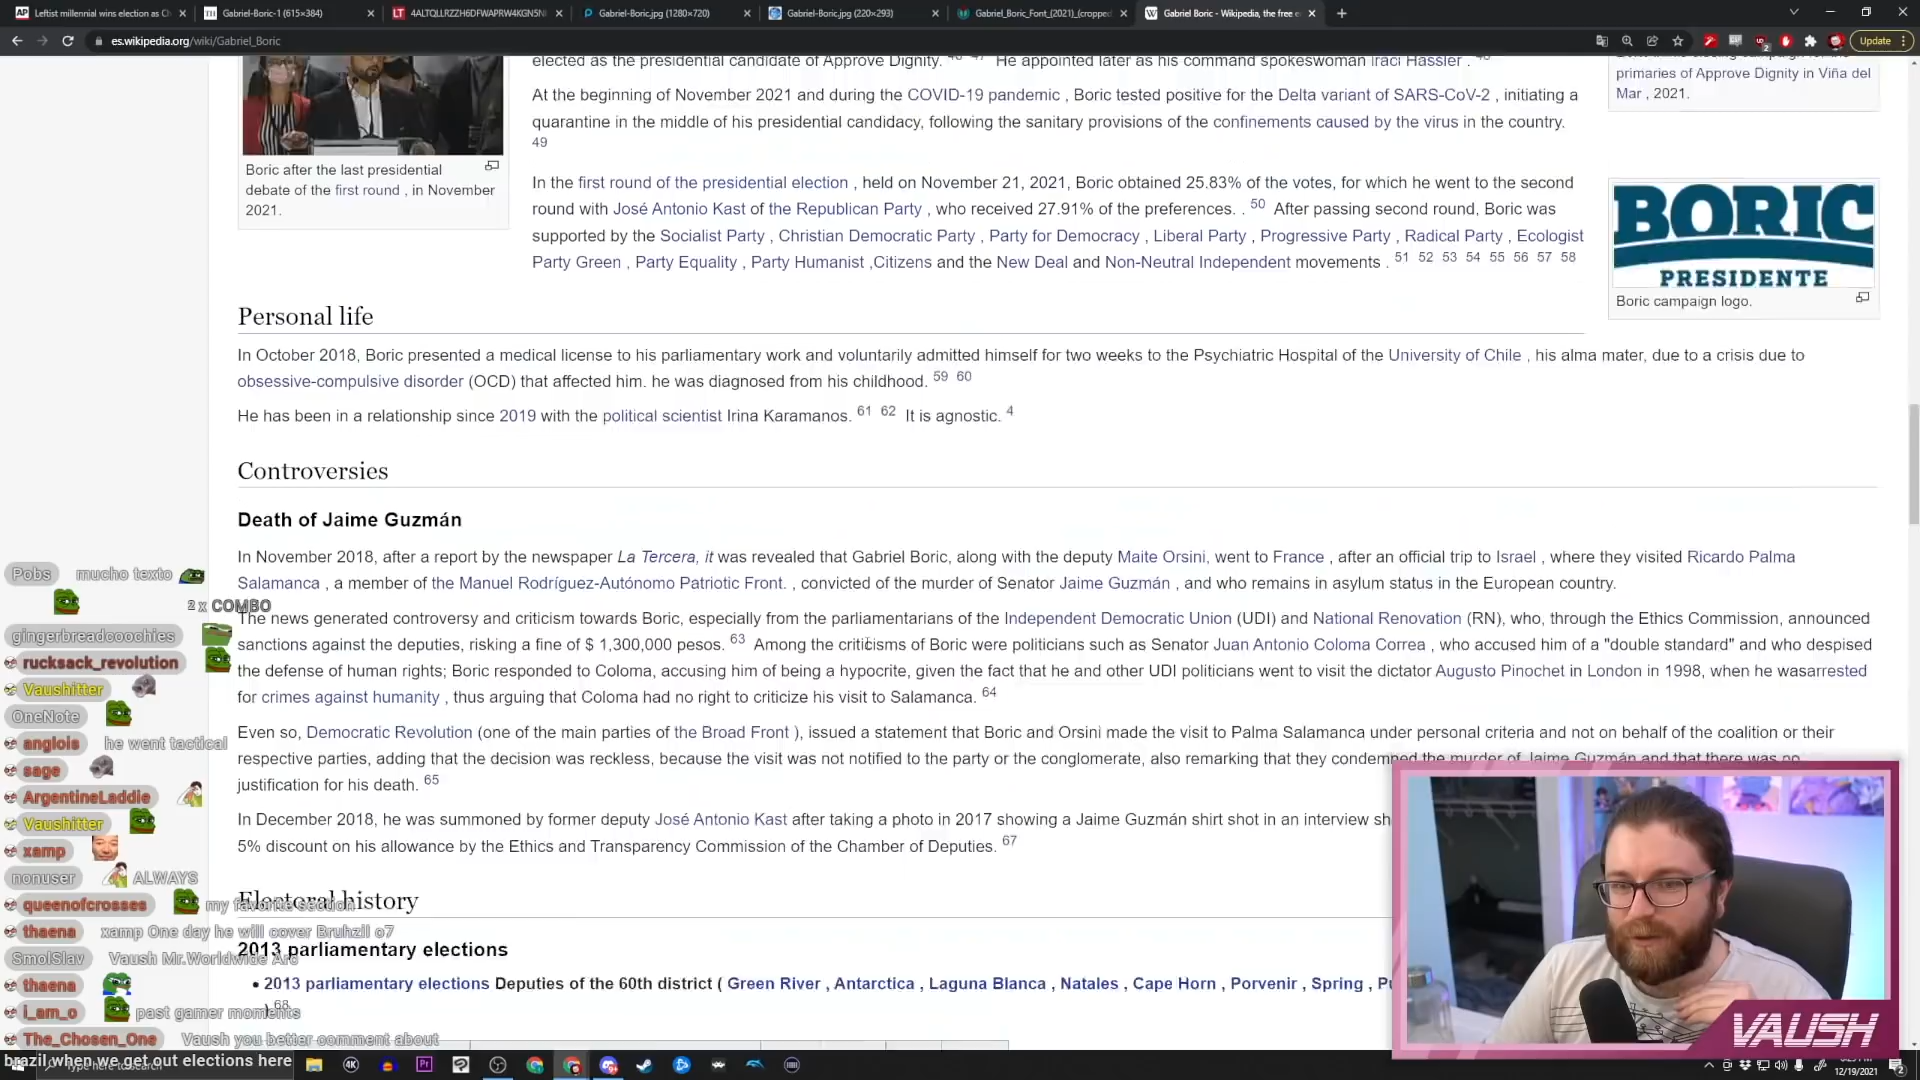 Leftist millennial wins election as Ch
Gabriel-Boric-1 (615×384)
4ALTQLLRZZH6DFWAPRW4KGN5NI
Gabriel-Boric.jpg (1280×720)
Gabriel-Boric.jpg (220×293)
Gabriel_Boric_Font_(2021)_(cropped
Gabriel Boric - Wikipedia, the free e
es.wikipedia.org/wiki/Gabriel_Boric
Update
elected as the presidential candidate of Approve Dignity. He appointed later as his command spokeswoman Iraci Hassler .
primaries of Approve Dignity in Viña del
Mar , 2021.
At the beginning of November 2021 and during the COVID-19 pandemic , Boric tested positive for the Delta variant of SARS-CoV-2 , initiating a
quarantine in the middle of his presidential candidacy, following the sanitary provisions of the confinements caused by the virus in the country.
49
Boric after the last presidential
debate of the first round , in November
2021.
In the first round of the presidential election , held on November 21, 2021, Boric obtained 25.83% of the votes, for which he went to the second
round with José Antonio Kast of the Republican Party , who received 27.91% of the preferences. . 50 After passing second round, Boric was
supported by the Socialist Party , Christian Democratic Party , Party for Democracy , Liberal Party , Progressive Party , Radical Party , Ecologist
Party Green , Party Equality , Party Humanist ,Citizens and the New Deal and Non-Neutral Independent movements . 51 52 53 54 55 56 57 58
BORIC
PRESIDENTE
Boric campaign logo.
Personal life
In October 2018, Boric presented a medical license to his parliamentary work and voluntarily admitted himself for two weeks to the Psychiatric Hospital of the University of Chile , his alma mater, due to a crisis due to
obsessive-compulsive disorder (OCD) that affected him. he was diagnosed from his childhood. 59 60
He has been in a relationship since 2019 with the political scientist Irina Karamanos. 61 62 It is agnostic. 4
Controversies
Death of Jaime Guzmán
In November 2018, after a report by the newspaper La Tercera, it was revealed that Gabriel Boric, along with the deputy Maite Orsini, went to France , after an official trip to Israel , where they visited Ricardo Palma
Salamanca , a member of the Manuel Rodríguez-Autónomo Patriotic Front. , convicted of the murder of Senator Jaime Guzmán , and who remains in asylum status in the European country.
The news generated controversy and criticism towards Boric, especially from the parliamentarians of the Independent Democratic Union (UDI) and National Renovation (RN), who, through the Ethics Commission, announced
sanctions against the deputies, risking a fine of $ 1,300,000 pesos. 63 Among the criticisms of Boric were politicians such as Senator Juan Antonio Coloma Correa , who accused him of a "double standard" and who despised
the defense of human rights; Boric responded to Coloma, accusing him of being a hypocrite, given the fact that he and other UDI politicians went to visit the dictator Augusto Pinochet in London in 1998, when he wasarrested
for crimes against humanity , thus arguing that Coloma had no right to criticize his visit to Salamanca. 64
Even so, Democratic Revolution (one of the main parties of the Broad Front ), issued a statement that Boric and Orsini made the visit to Palma Salamanca under personal criteria and not on behalf of the coalition or their
respective parties, adding that the decision was reckless, because the visit was not notified to the party or the conglomerate, also remarking that they condemned the murder of Jaime Guzmán and that there was no
justification for his death. 65
In December 2018, he was summoned by former deputy José Antonio Kast after taking a photo in 2017 showing a Jaime Guzmán shirt shot in an interview sh
5% discount on his allowance by the Ethics and Transparency Commission of the Chamber of Deputies. 67
Electoral history
2013 parliamentary elections
• 2013 parliamentary elections Deputies of the 60th district ( Green River , Antarctica , Laguna Blanca , Natales , Cape Horn , Porvenir , Spring , Pu
) 68
Pobs mucho texto
2 x COMBO
gingerbreadcoochies
rucksack_revolution
Vaushitter
OneNote
anglois he went tactical
sage
ArgentineLaddie
Vaushitter
xamp
nonuser ALWAYS
queenofcrosses my favorite section
thaena xamp One day he will cover Bruhzil o7
SmolSlav Vaush Mr.Worldwide Arc
thaena
i_am_o past gamer moments
The_Chosen_One Vaush you better comment about
brazil when we get out elections here
VAUSH
12/19/2021